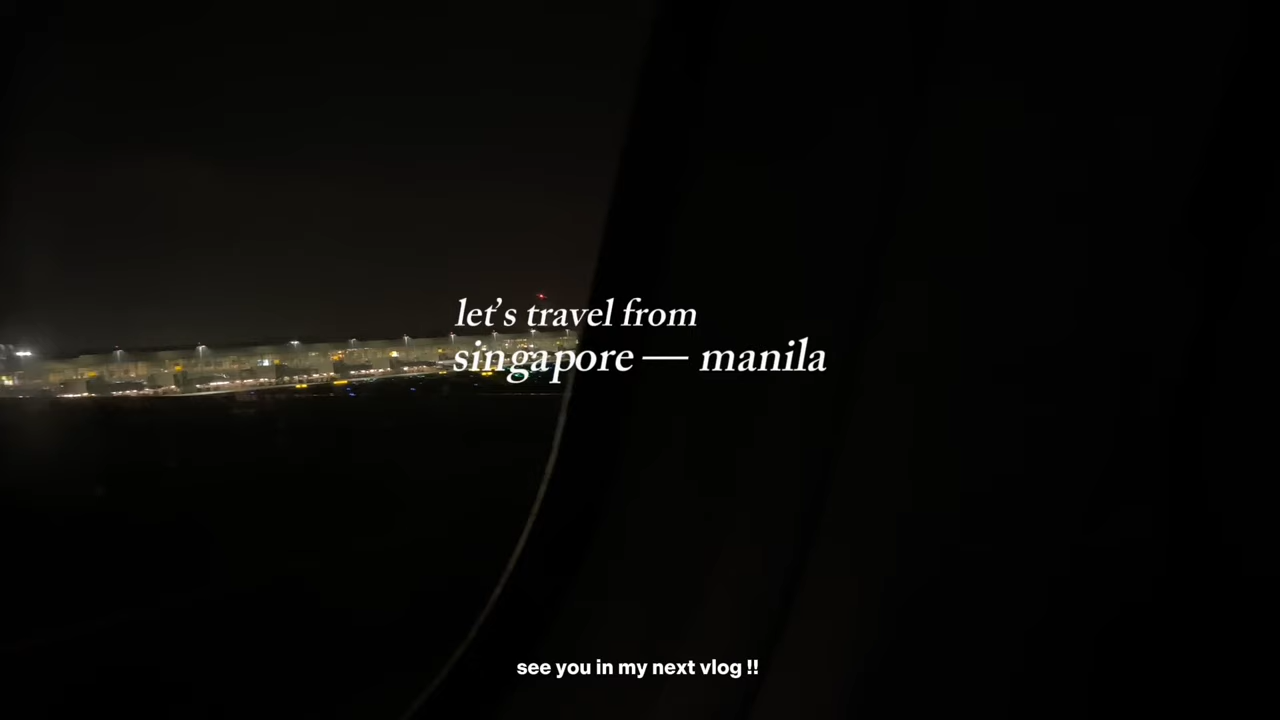 let’s travel from
singapore — manila
see you in my next vlog !!